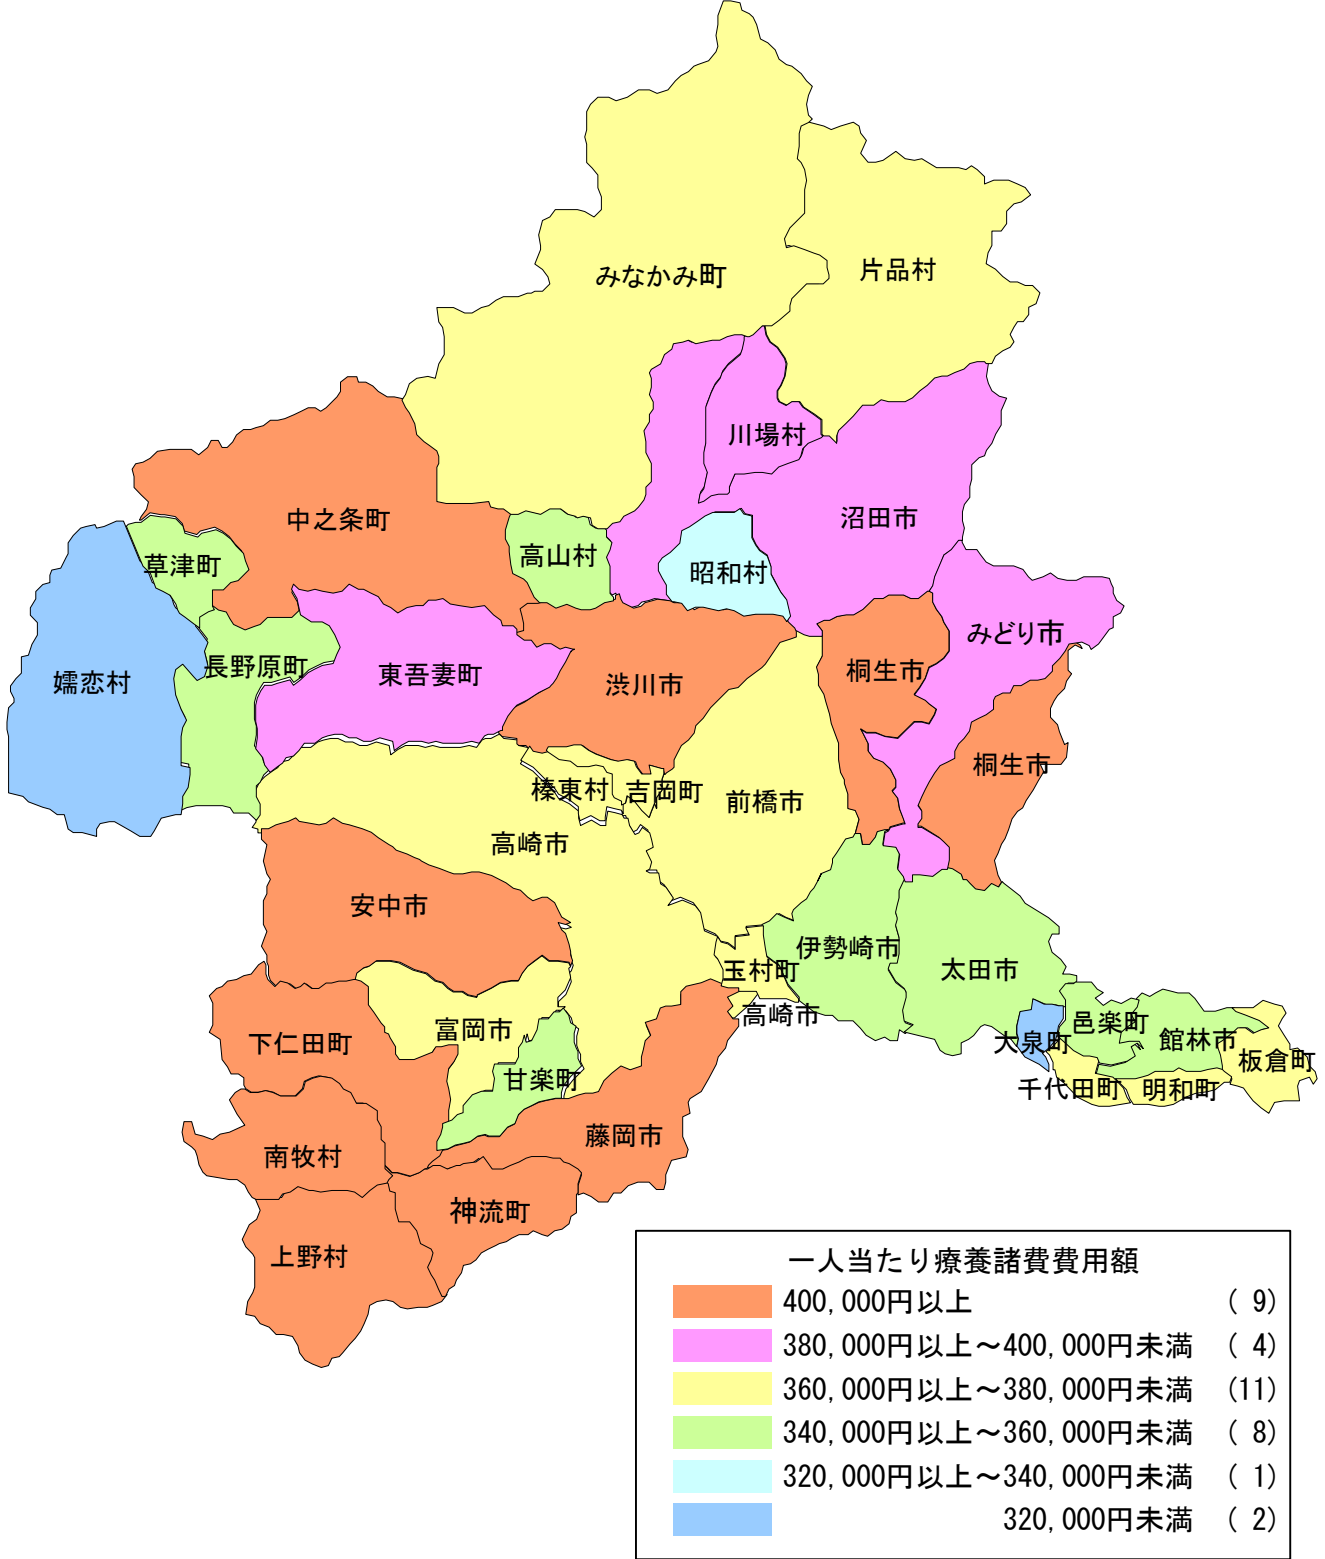 みなかみ町
片品村
川場村
中之条町
沼田市
高山村
草津町
昭和村
みどり市
長野原町
東吾妻町
嬬恋村
渋川市
桐生市
桐生市
榛東村
吉岡町
前橋市
高崎市
安中市
伊勢崎市
太田市
玉村町
高崎市
富岡市
下仁田町
大泉町
邑楽町
館林市
板倉町
甘楽町
千代田町
明和町
藤岡市
南牧村
神流町
上野村
一人当たり療養諸費費用額
400,000円以上 ( 9)
380,000円以上～400,000円未満 ( 4)
360,000円以上～380,000円未満 (11)
340,000円以上～360,000円未満 ( 8)
320,000円以上～340,000円未満 ( 1)
320,000円未満 ( 2)